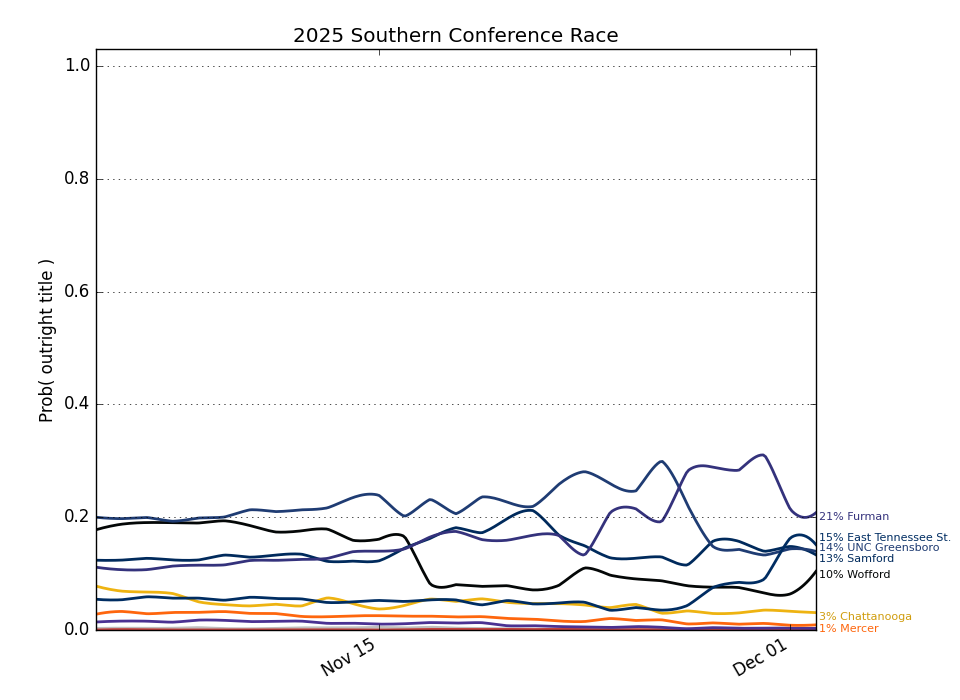 2025 Southern Conference Race
1.0
0.8
0.6
0.4
0.2
0.0
Prob( outright title )
Nov 15
Dec 01
21% Furman
15% East Tennessee St.
14% UNC Greensboro
13% Samford
10% Wofford
3% Chattanooga
1% Mercer